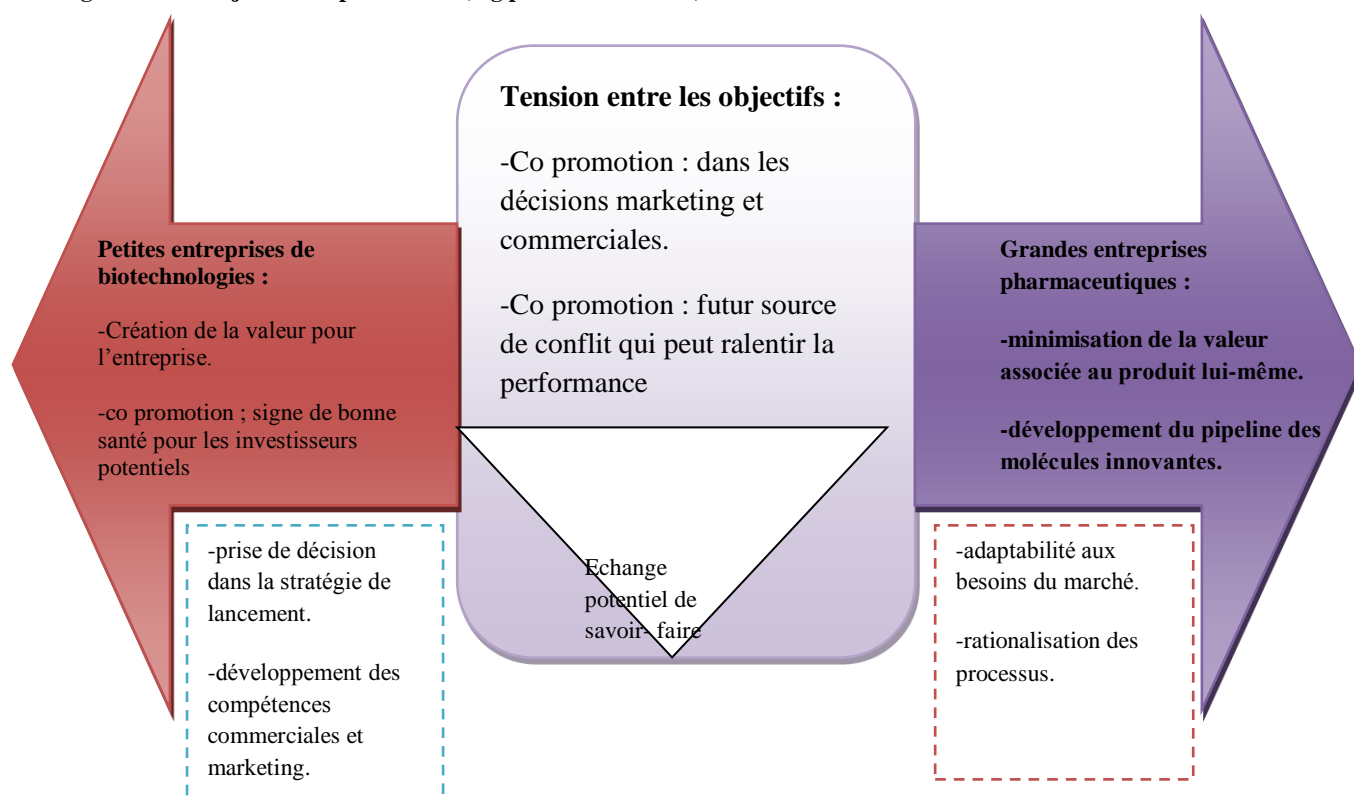 Tension entre les objectifs :
-Co promotion : dans les
décisions marketing et
commerciales.
-Co promotion : futur source
de conflit qui peut ralentir la
performance
Petites entreprises de
biotechnologies :
-Création de la valeur pour
l’entreprise.
-co promotion ; signe de bonne
santé pour les investisseurs
potentiels
Grandes entreprises
pharmaceutiques :
-minimisation de la valeur
associée au produit lui-même.
-développement du pipeline des
molécules innovantes.
-prise de décision
dans la stratégie de
lancement.
-développement des
compétences
commerciales et
marketing.
Echange
potentiel de
savoir- faire
-adaptabilité aux
besoins du marché.
-rationalisation des
processus.